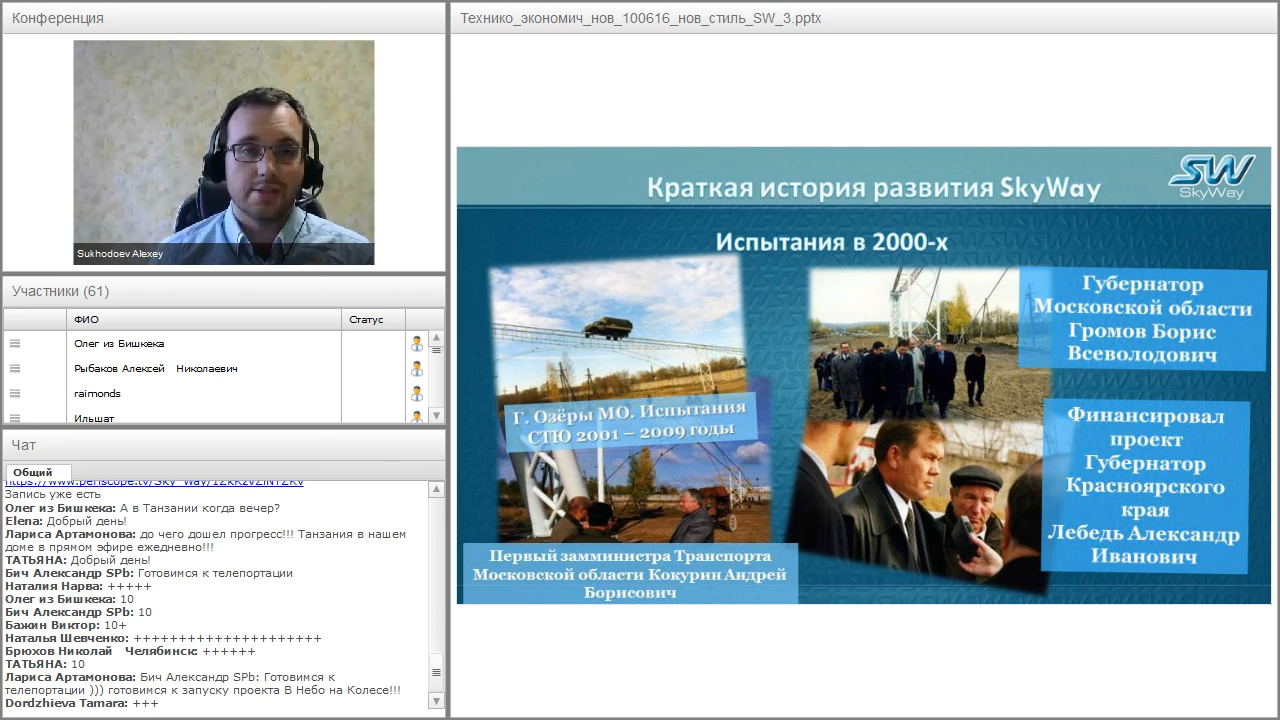 Конференция
Sukhodoev Alexey
Участники (61)
ФИО
Статус
Олег из Бишкека
Рыбаков Алексей Николаевич
raimonds
Ильшат
Чат
Общий
Запись уже есть
Олег из Бишкека: А в Танзании когда вечер?
Elena: Добрый день!
Лариса Артамонова: до чего дошел прогресс!!! Танзания в нашем
доме в прямом эфире ежедневно!!!
ТАТЬЯНА: Добрый день!
Бич Александр SPb: Готовимся к телепортации
Наталия Нарва: +++++
Олег из Бишкека: 10
Бич Александр SPb: 10
Бажин Виктор: 10+
Наталья Шевченко: ++++++++++++++++++++++
Брюхов Николай Челябинск: ++++++
ТАТЬЯНА: 10
Лариса Артамонова: Бич Александр SPb: Готовимся к
телепортации ))) готовимся к запуску проекта В Небо на Колесе!!!
Dordzhieva Tamara: +++
Технико_экономич_нов_100616_нов_стиль_SW_3.pptx
Краткая история развития SkyWay
SW
SkyWay
Испытания в 2000-х
Г. Озёры МО. Испытания
СТЮ 2001 – 2009 годы
Первый замминистра Транспорта
Московской области Кокурин Андрей
Борисович
Губернатор
Московской области
Громов Борис
Всеволодович
Финансировал
проект
Губернатор
Красноярского
края
Лебедь Александр
Иванович